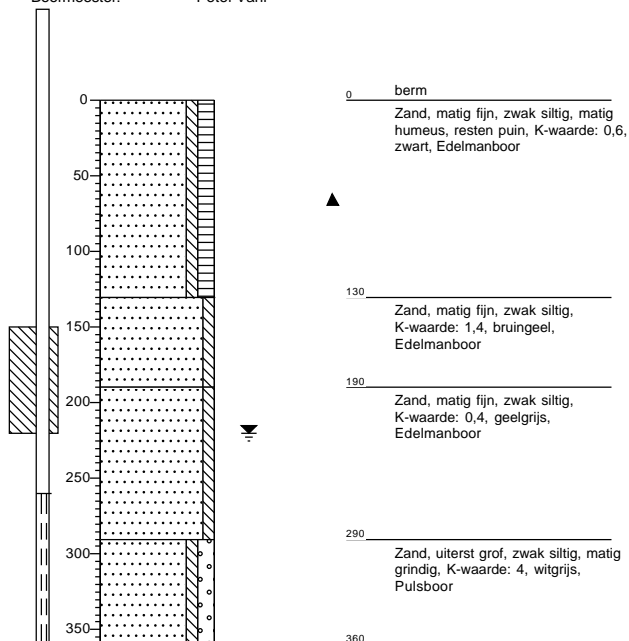 0
50
100
150
200
250
300
350
0 berm
Zand, matig fijn, zwak siltig, matig
humeus, resten puin, K-waarde: 0,6,
zwart, Edelmanboor
130
Zand, matig fijn, zwak siltig,
K-waarde: 1,4, bruingeel,
Edelmanboor
190
Zand, matig fijn, zwak siltig,
K-waarde: 0,4, geelgrijs,
Edelmanboor
290
Zand, uiterst grof, zwak siltig, matig
grindig, K-waarde: 4, witgrijs,
Pulsboor
360